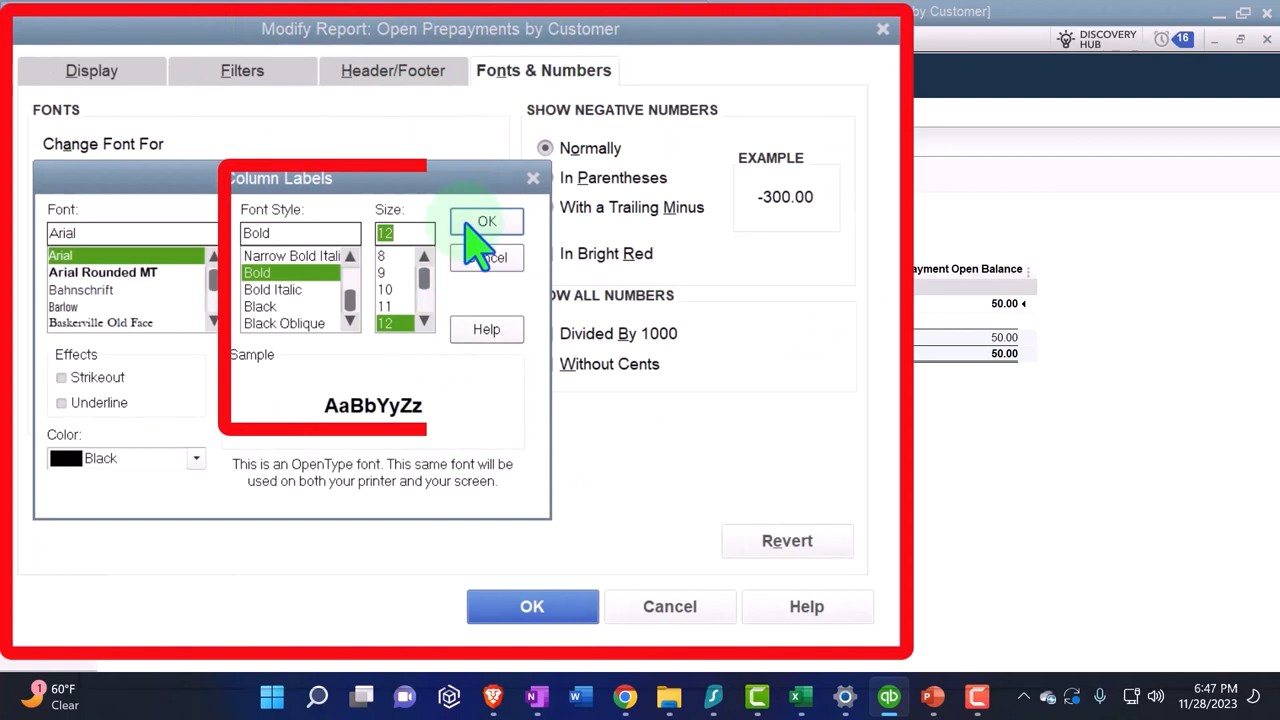 Modify Report: Open Prepayments by Customer
by Customer]
DISCOVERY
HUB
16
Display
Filters
Header/Footer
Fonts & Numbers
FONTS
Change Font For
SHOW NEGATIVE NUMBERS
Normally
In Parentheses
With a Trailing Minus
In Bright Red
EXAMPLE
-300.00
OW ALL NUMBERS
Divided By 1000
Without Cents
Column Labels
Font:
Arial
Arial
Arial Rounded MT
Bahnschrift
Barlow
Baskerville Old Face
Font Style:
Bold
Narrow Bold Itali
Bold
Bold Italic
Black
Black Oblique
Size:
12
8
9
10
11
12
OK
cel
Help
Effects
Strikeout
Underline
Color:
Black
Sample
AaBbYyZz
This is an OpenType font. This same font will be
used on both your printer and your screen.
Revert
OK
Cancel
Help
ayment Open Balance
50.00
50.00
50.00
1
60°F
Clear
6:47 PM
11/28/2023